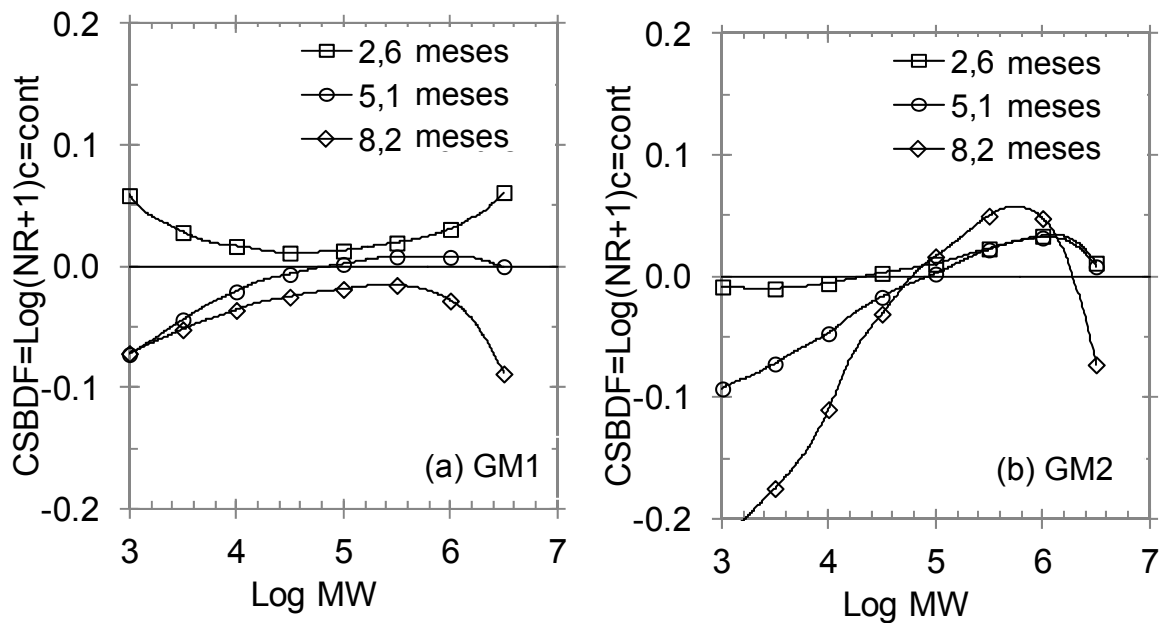 CSBDF=Log(NR+1)c=cont
0.2
0.1
0.0
-0.1
-0.2
2,6 meses
5,1 meses
8,2 meses
(a) GM1
3 4 5 6 7
Log MW
CSBDF=Log(NR+1)c=cont
0.2
0.1
0.0
-0.1
-0.2
2,6 meses
5,1 meses
8,2 meses
(b) GM2
3 4 5 6 7
Log MW